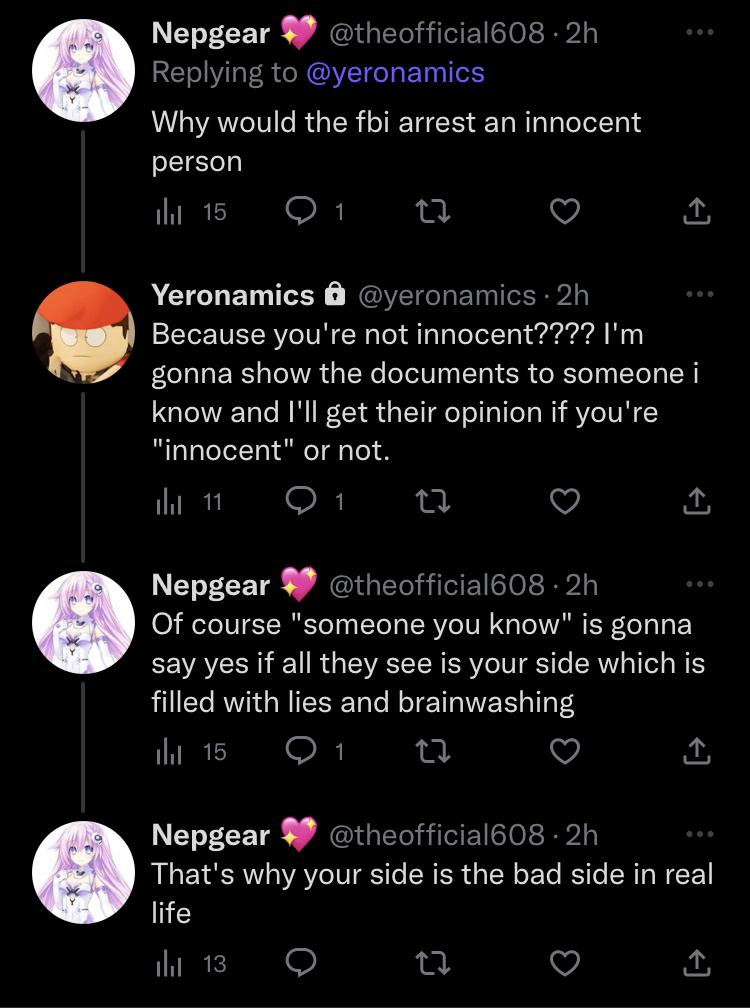 Nepgear 💖 @theofficial608 · 2h
Replying to @yeronamics
Why would the fbi arrest an innocent
person
15 1
Yeronamics 🔒 @yeronamics · 2h
Because you're not innocent???? I'm
gonna show the documents to someone i
know and I'll get their opinion if you're
"innocent" or not.
11 1
Nepgear 💖 @theofficial608 · 2h
Of course "someone you know" is gonna
say yes if all they see is your side which is
filled with lies and brainwashing
15 1
Nepgear 💖 @theofficial608 · 2h
That's why your side is the bad side in real
life
13